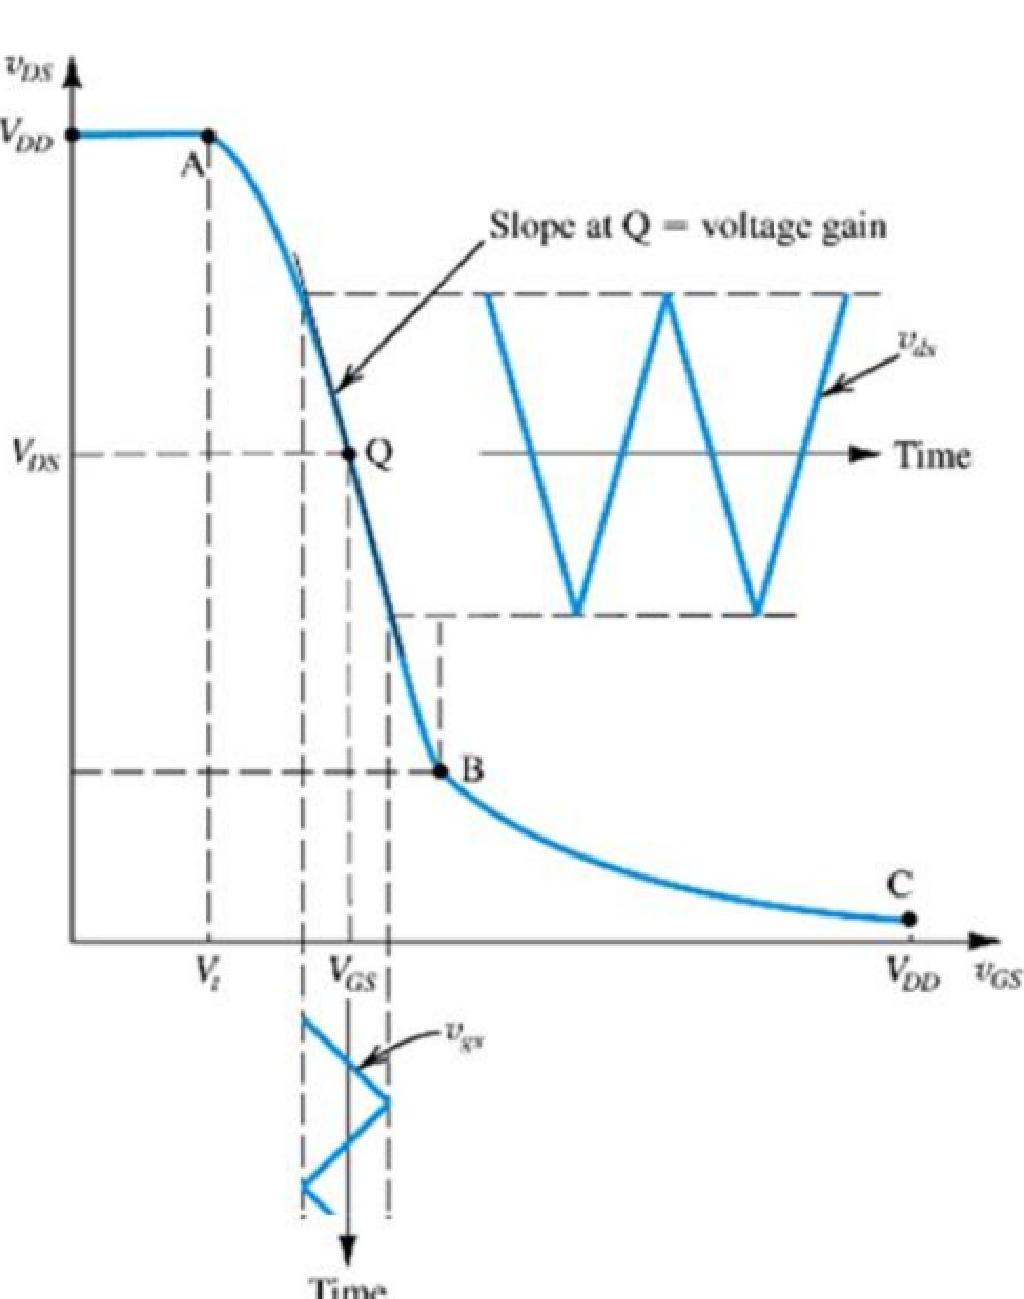 v_DS
V_DD
A
Slope at Q = voltage gain
v_ds
V_DS
Q
Time
B
C
V_t
V_GS
V_DD
v_GS
v_gs
Time